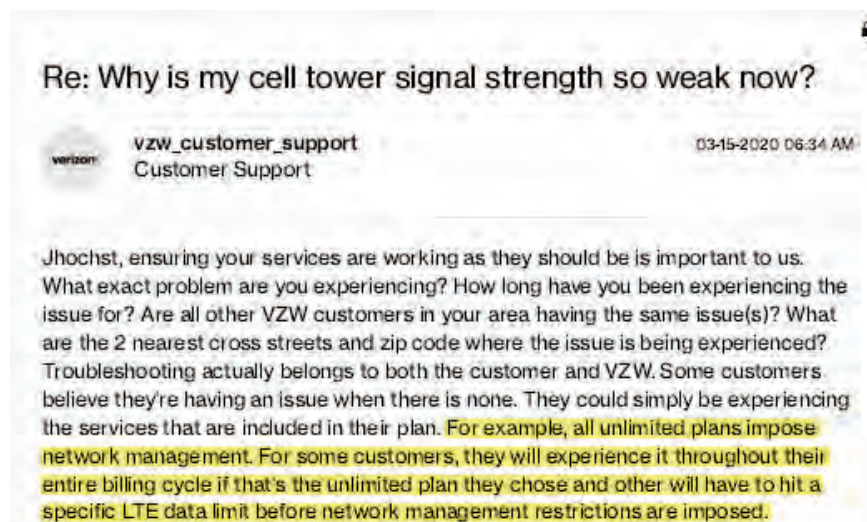 Re: Why is my cell tower signal strength so weak now?
verizon
vzw_customer_support
03-15-2020 06:34 AM
Customer Support
Jhochst, ensuring your services are working as they should be is important to us.
What exact problem are you experiencing? How long have you been experiencing the
issue for? Are all other VZW customers in your area having the same issue(s)? What
are the 2 nearest cross streets and zip code where the issue is being experienced?
Troubleshooting actually belongs to both the customer and VZW. Some customers
believe they're having an issue when there is none. They could simply be experiencing
the services that are included in their plan. For example, all unlimited plans impose
network management. For some customers, they will experience it throughout their
entire billing cycle if that's the unlimited plan they chose and other will have to hit a
specific LTE data limit before network management restrictions are imposed.